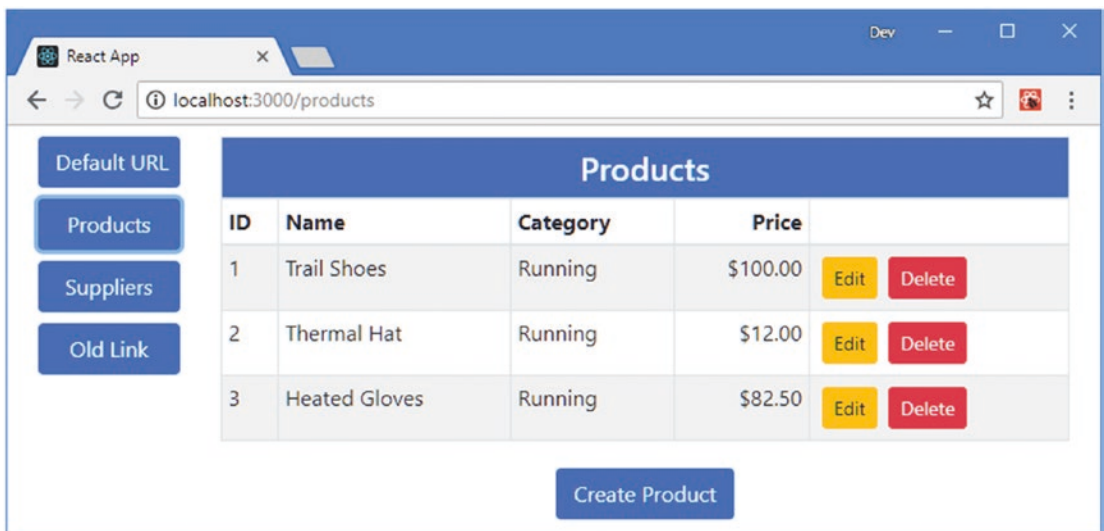 Dev
React App
localhost:3000/products
Default URL
Products
Suppliers
Old Link
Products
ID Name Category Price
1 Trail Shoes Running $100.00 Edit Delete
2 Thermal Hat Running $12.00 Edit Delete
3 Heated Gloves Running $82.50 Edit Delete
Create Product